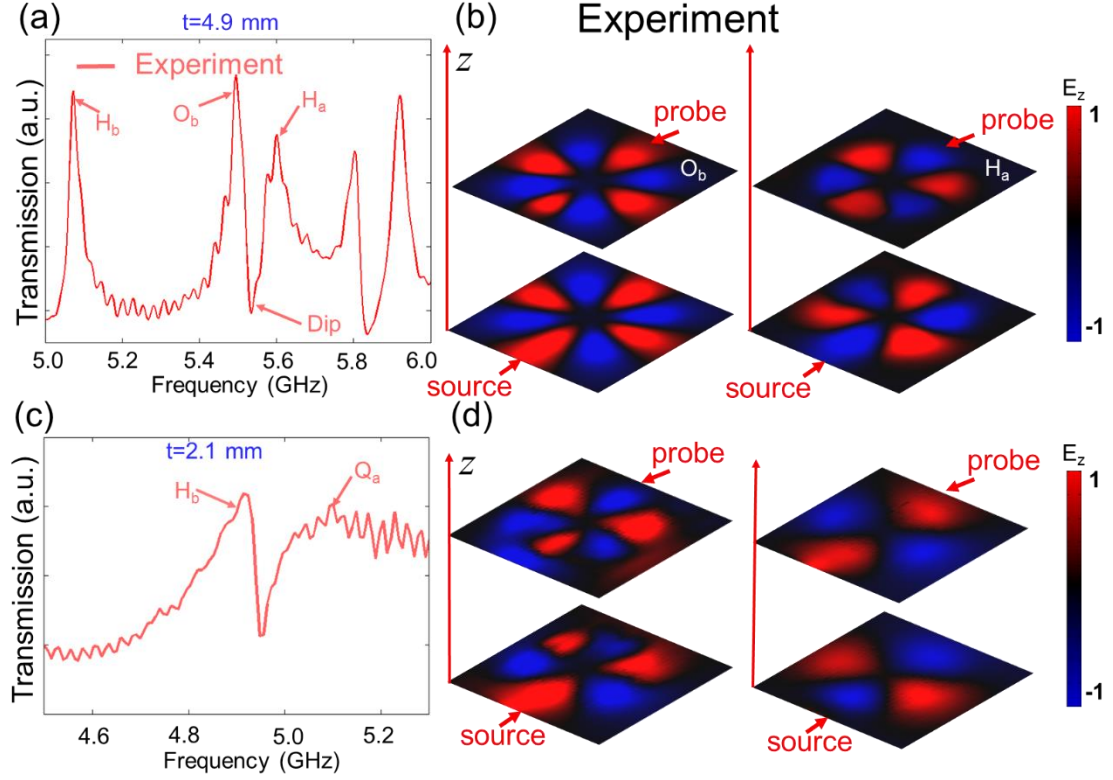 (a)
t=4.9 mm
Experiment
H_b
O_b
H_a
Dip
Transmission (a.u.)
5.0 5.2 5.4 5.6 5.8 6.0
Frequency (GHz)
(b)
Experiment
z
probe
O_b
source
probe
H_a
source
E_z
1
-1
(c)
t=2.1 mm
H_b
Q_a
Transmission (a.u.)
4.6 4.8 5.0 5.2
Frequency (GHz)
(d)
z
probe
source
probe
source
E_z
1
-1